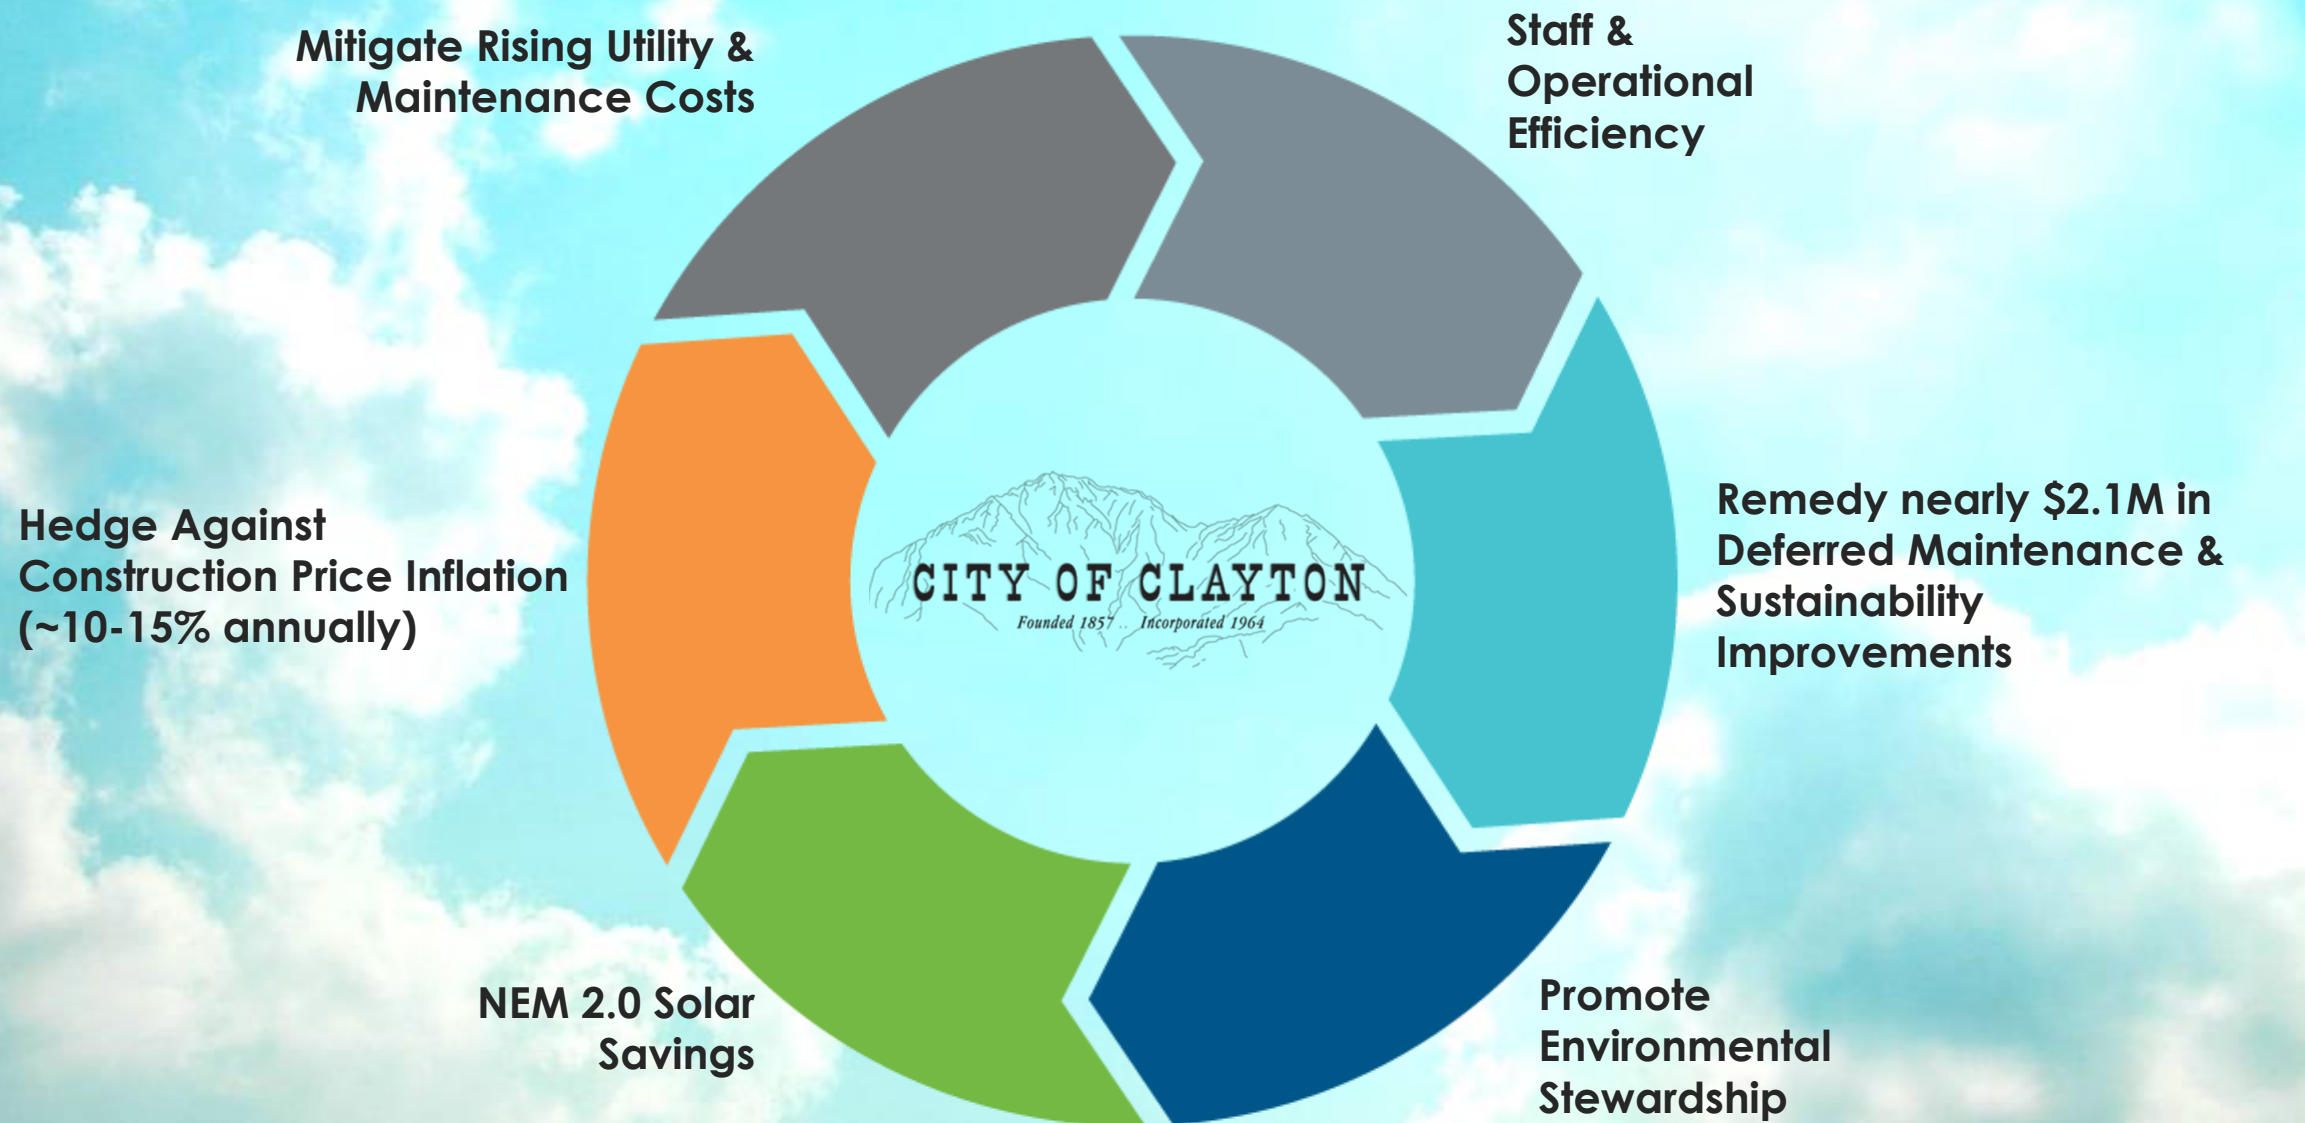 Mitigate Rising Utility &
Maintenance Costs
Staff &
Operational
Efficiency
Hedge Against
Construction Price Inflation
(~10-15% annually)
CITY OF CLAYTON
Founded 1857 .. Incorporated 1964
Remedy nearly $2.1M in
Deferred Maintenance &
Sustainability
Improvements
NEM 2.0 Solar
Savings
Promote
Environmental
Stewardship